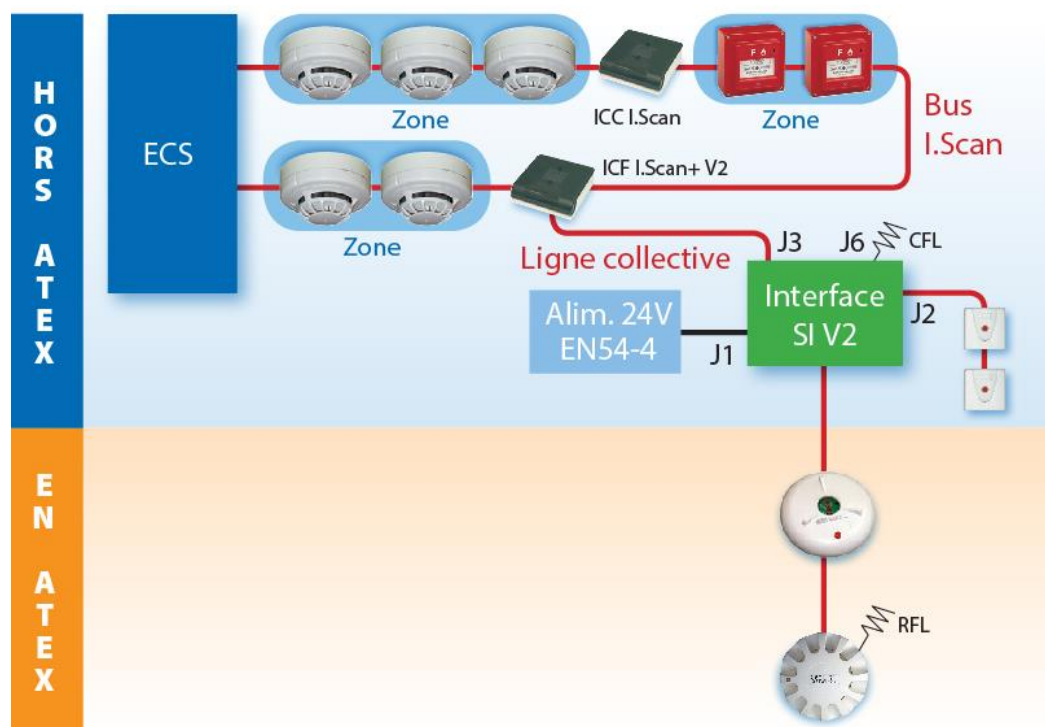 HORS ATEX
ECS
Zone
ICC I.Scan
Zone
Bus
I.Scan
Zone
ICF I.Scan+ V2
Ligne collective
J3
J6
CFL
Alim. 24V
EN54-4
J1
Interface
SI V2
J2
EN ATEX
RFL